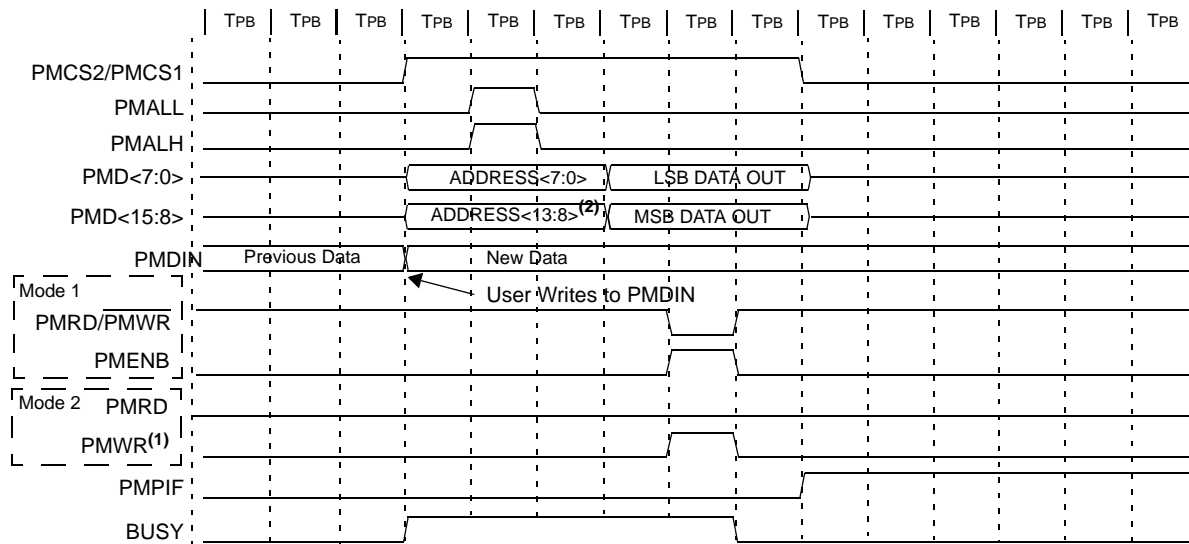 TPB TPB TPB TPB TPB TPB TPB TPB TPB TPB TPB TPB TPB TPB TPB
PMCS2/PMCS1
PMALL
PMALH
PMD<7:0> ADDRESS<7:0> LSB DATA OUT
PMD<15:8> ADDRESS<13:8>(2) MSB DATA OUT
PMDIN Previous Data New Data
User Writes to PMDIN
Mode 1
PMRD/PMWR
PMENB
Mode 2 PMRD
PMWR(1)
PMPIF
BUSY